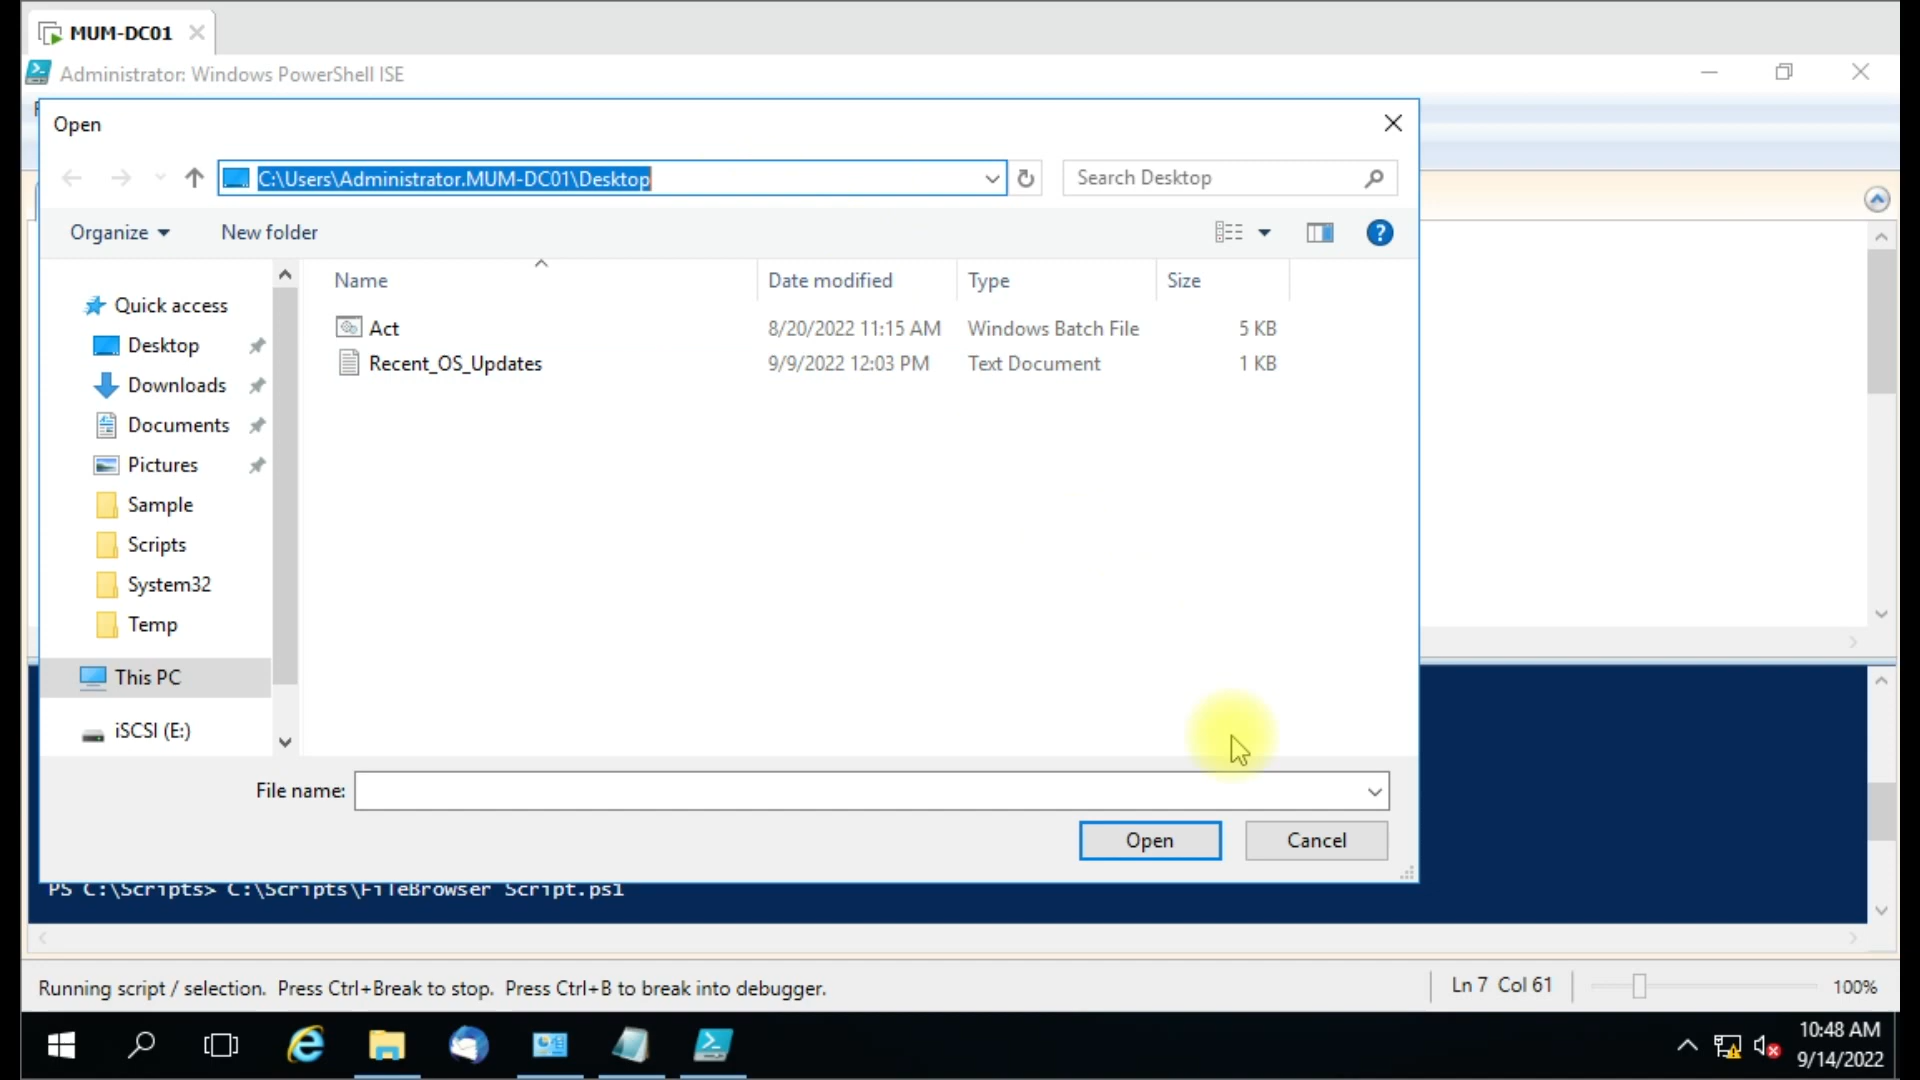 MUM-DC01
Administrator: Windows PowerShell ISE
Open
C:\Users\Administrator.MUM-DC01\Desktop
Search Desktop
Organize
New folder
Name
Date modified
Type
Size
Quick access
Desktop
Downloads
Documents
Pictures
Sample
Scripts
System32
Temp
This PC
iSCSI (E:)
Act 8/20/2022 11:15 AM Windows Batch File 5 KB
Recent_OS_Updates 9/9/2022 12:03 PM Text Document 1 KB
File name:
Open
Cancel
PS C:\Scripts> C:\Scripts\FileBrowser Script.ps1
Running script / selection. Press Ctrl+Break to stop. Press Ctrl+B to break into debugger.
Ln 7 Col 61
100%
10:48 AM
9/14/2022